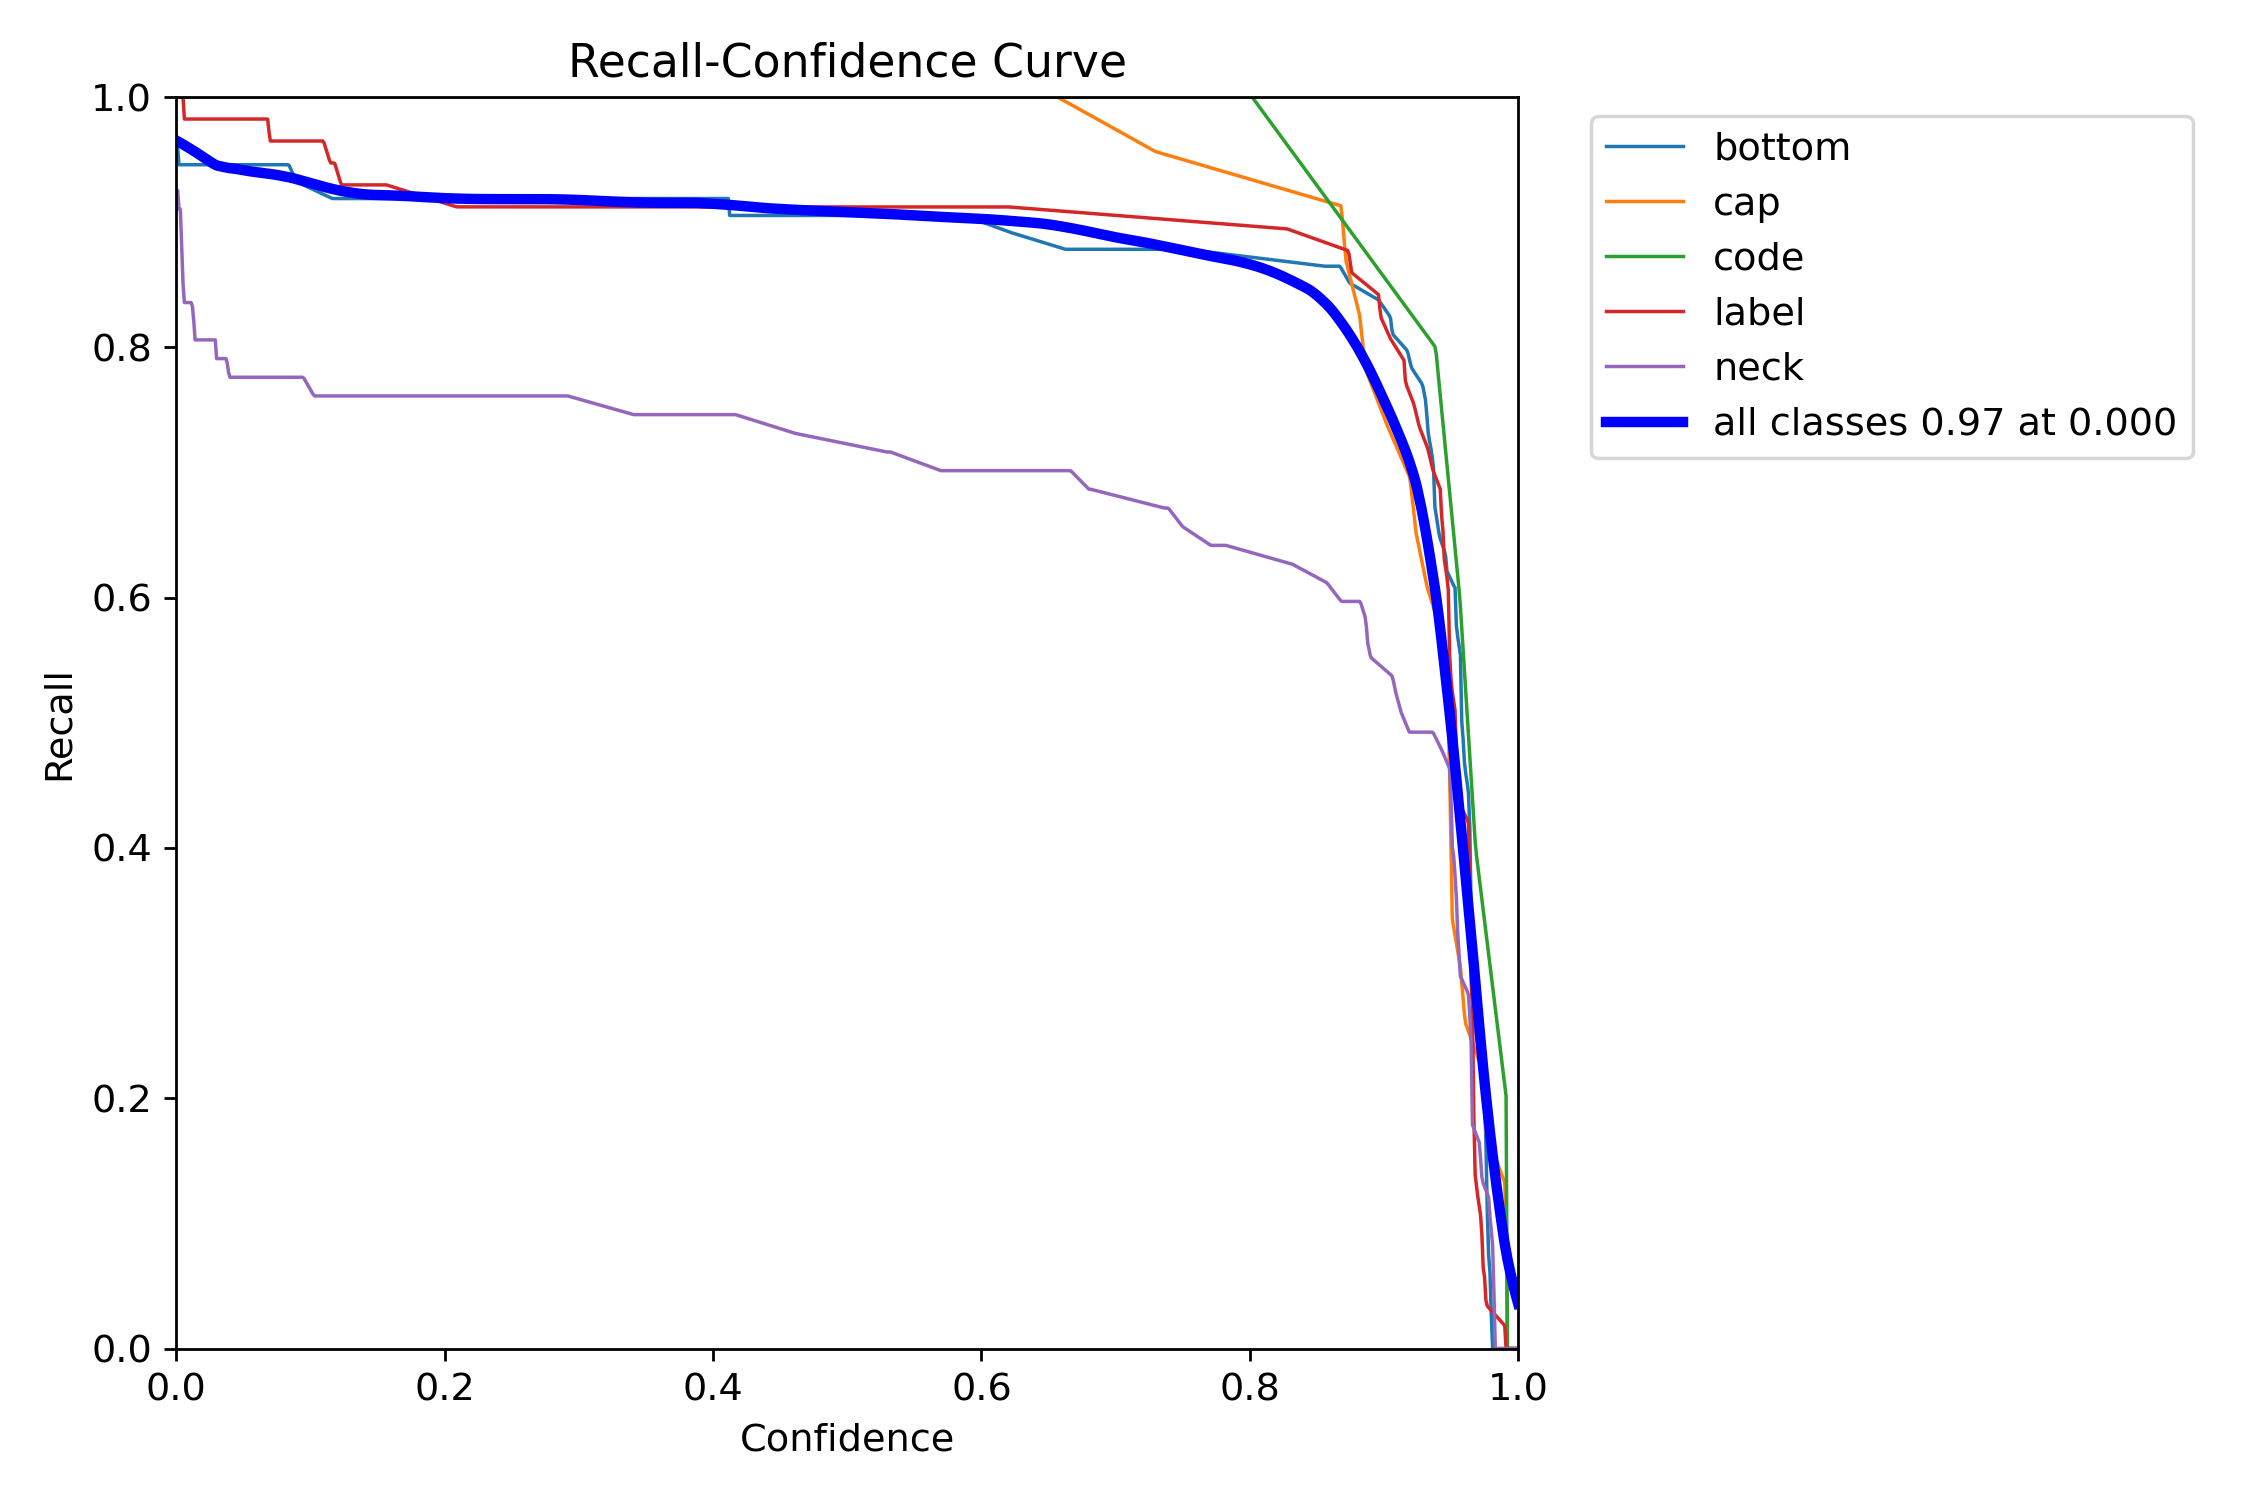 Recall-Confidence Curve
1.0
0.8
0.6
0.4
0.2
0.0
Recall
0.0 0.2 0.4 0.6 0.8 1.0
Confidence
bottom
cap
code
label
neck
all classes 0.97 at 0.000